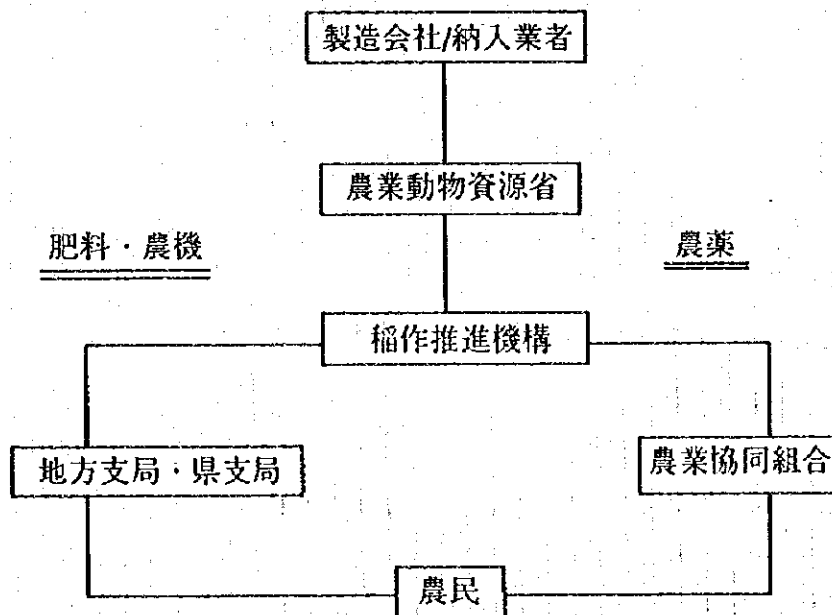 製造会社/納入業者
農業動物資源省
肥料・農機
農薬
稲作推進機構
地方支局・県支局
農業協同組合
農民